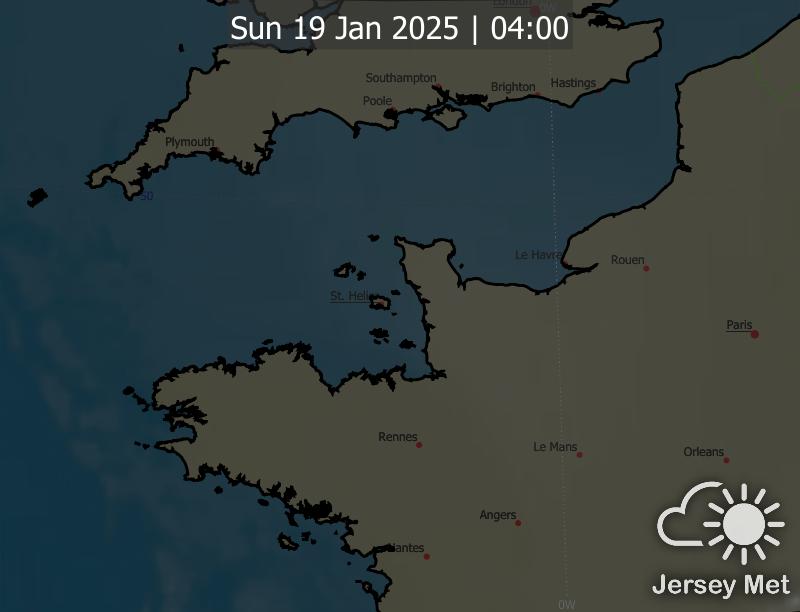 London
0W
Sun 19 Jan 2025 | 04:00
Southampton
Brighton
Hastings
Poole
Plymouth
50
Le Havre
Rouen
St. Helier
Paris
Rennes
Le Mans
Orleans
Angers
Nantes
Jersey Met
0W